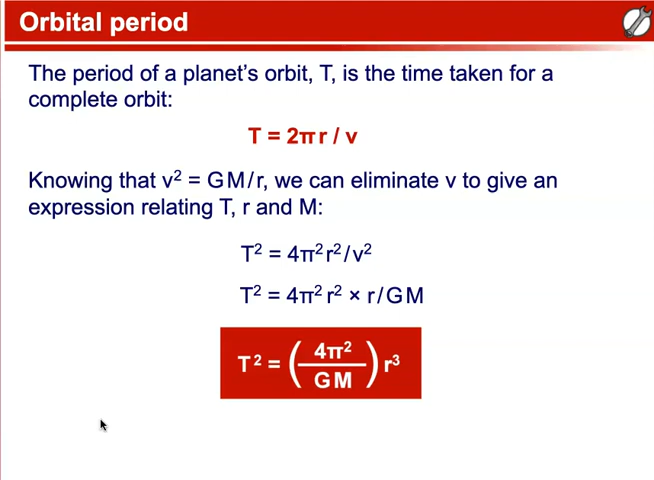 Orbital period
The period of a planet's orbit, T, is the time taken for a
complete orbit:
T = 2πr / v
Knowing that v² = GM/r, we can eliminate v to give an
expression relating T, r and M:
T² = 4π²r²/v²
T² = 4π²r² × r/GM
T² = (4π²/GM) r³